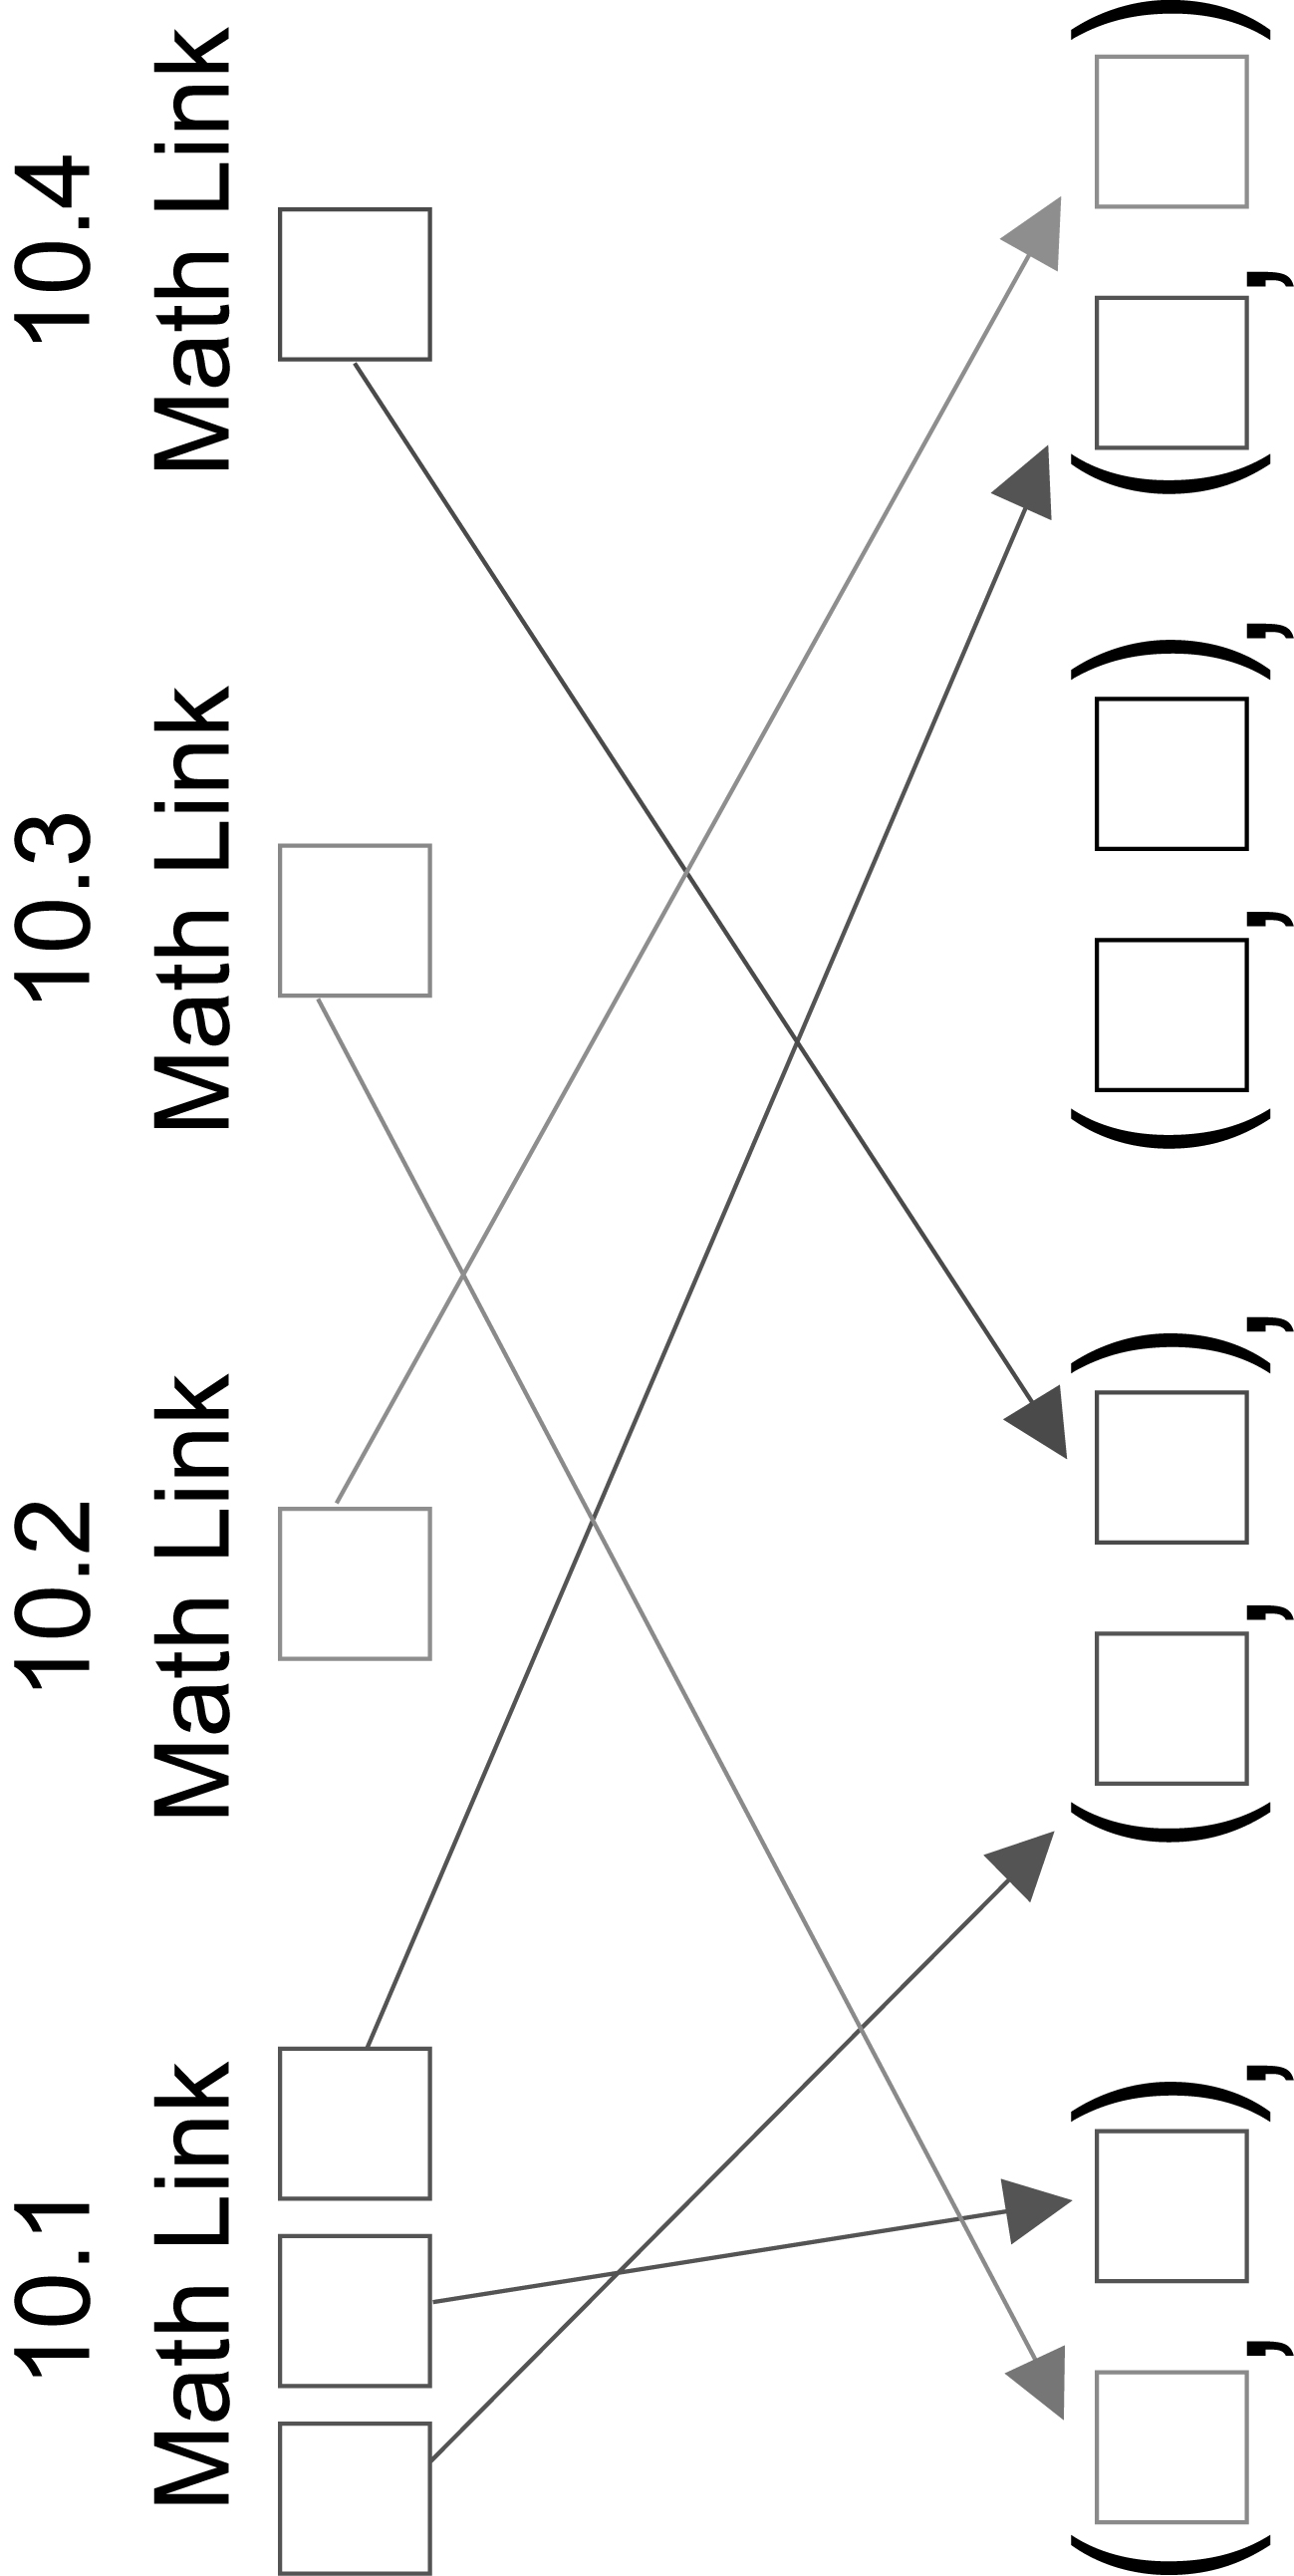 10.1 10.2 10.3 10.4
Math Link Math Link Math Link Math Link
( , ), ( , ), ( , ), ( , )